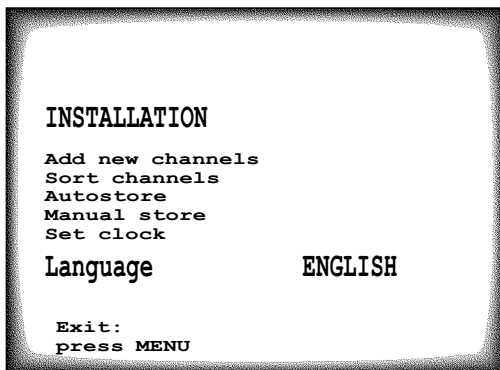 INSTALLATION
Add new channels
Sort channels
Autostore
Manual store
Set clock
Language ENGLISH
Exit:
press MENU